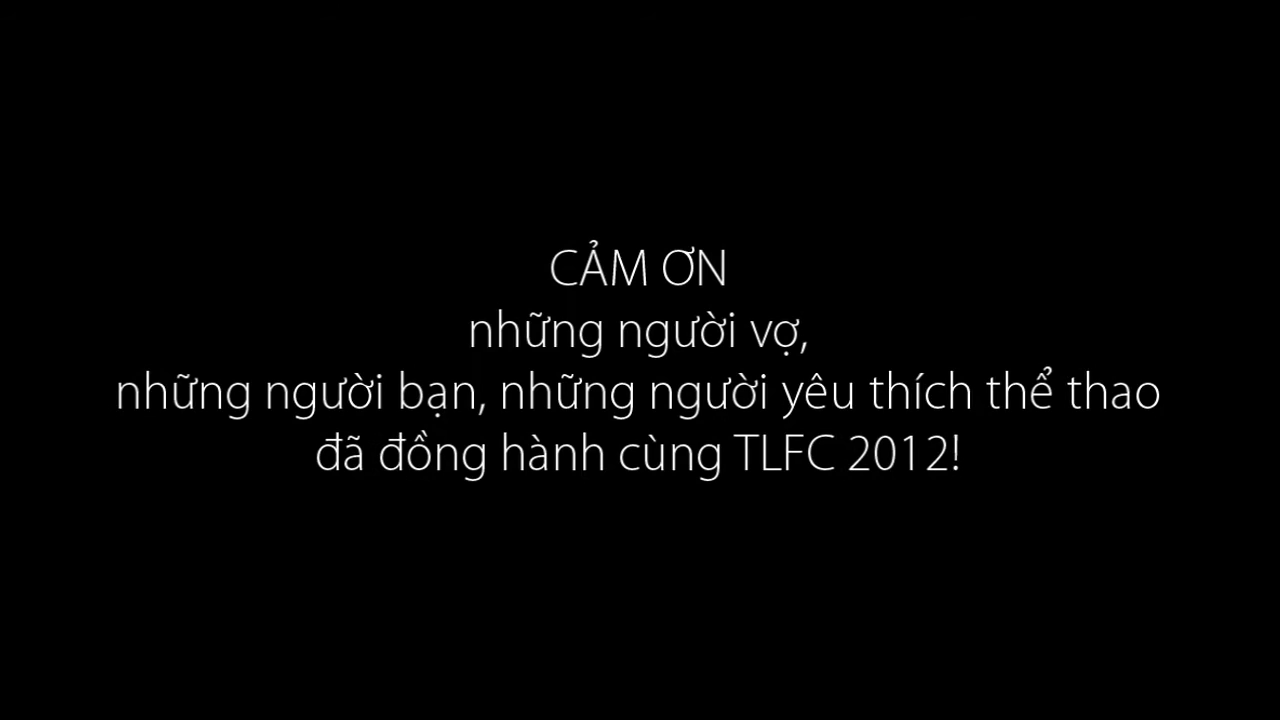 CẢM ƠN
những người vợ,
những người bạn, những người yêu thích thể thao
đã đồng hành cùng TLFC 2012!